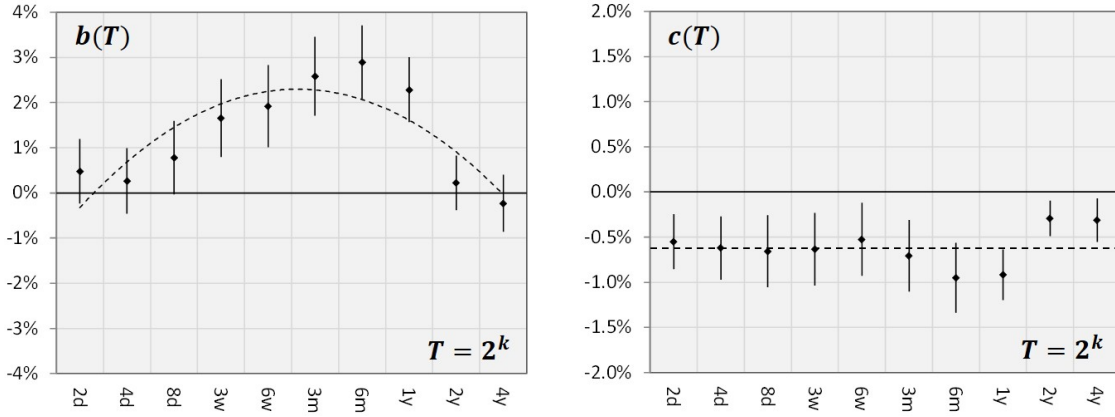 4%
3%
2%
1%
0%
-1%
-2%
-3%
-4%
b(T)
T = 2^k
2d
4d
8d
3w
6w
3m
6m
1y
2y
4y
2.0%
1.5%
1.0%
0.5%
0.0%
-0.5%
-1.0%
-1.5%
-2.0%
c(T)
T = 2^k
2d
4d
8d
3w
6w
3m
6m
1y
2y
4y